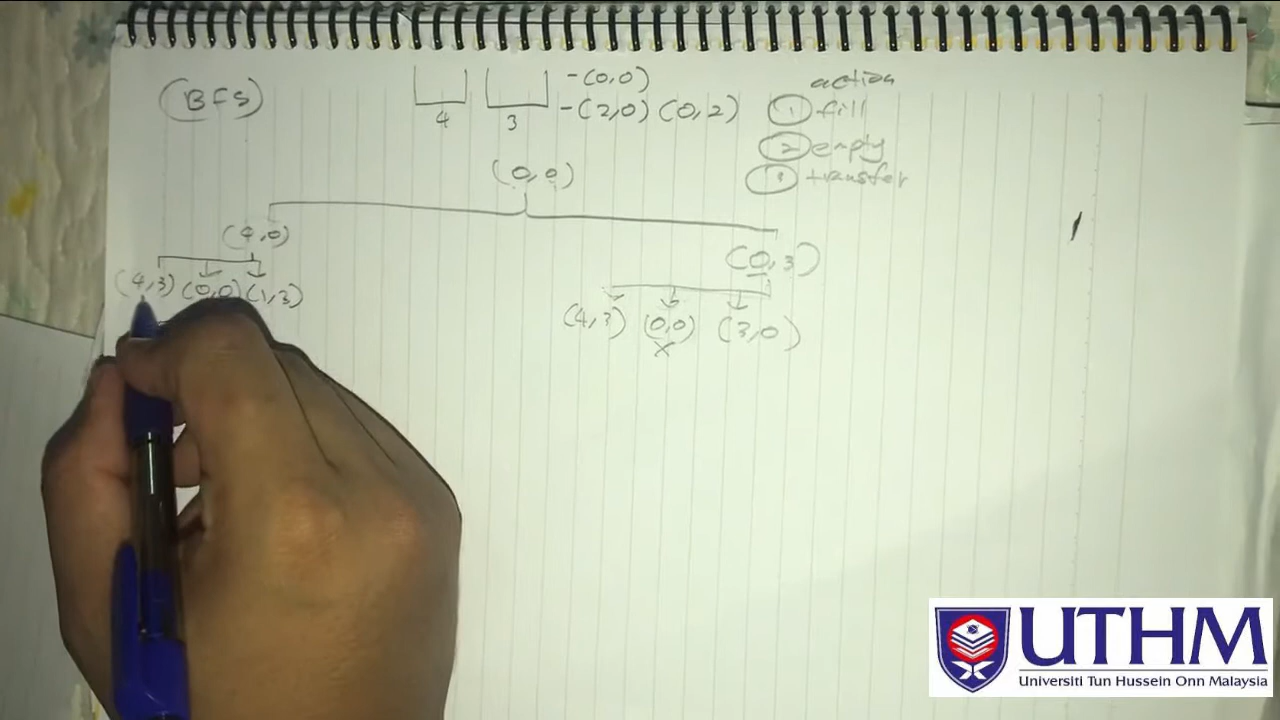 (BFS)
4 3
-(0,0)
-(2,0) (0,2)
action
① fill
② empty
③ transfer
(0,0)
(4,0) (0,3)
(4,3) (0,0) (1,3)
(4,3) (0,0) (3,0)
X
UTHM
Universiti Tun Hussein Onn Malaysia